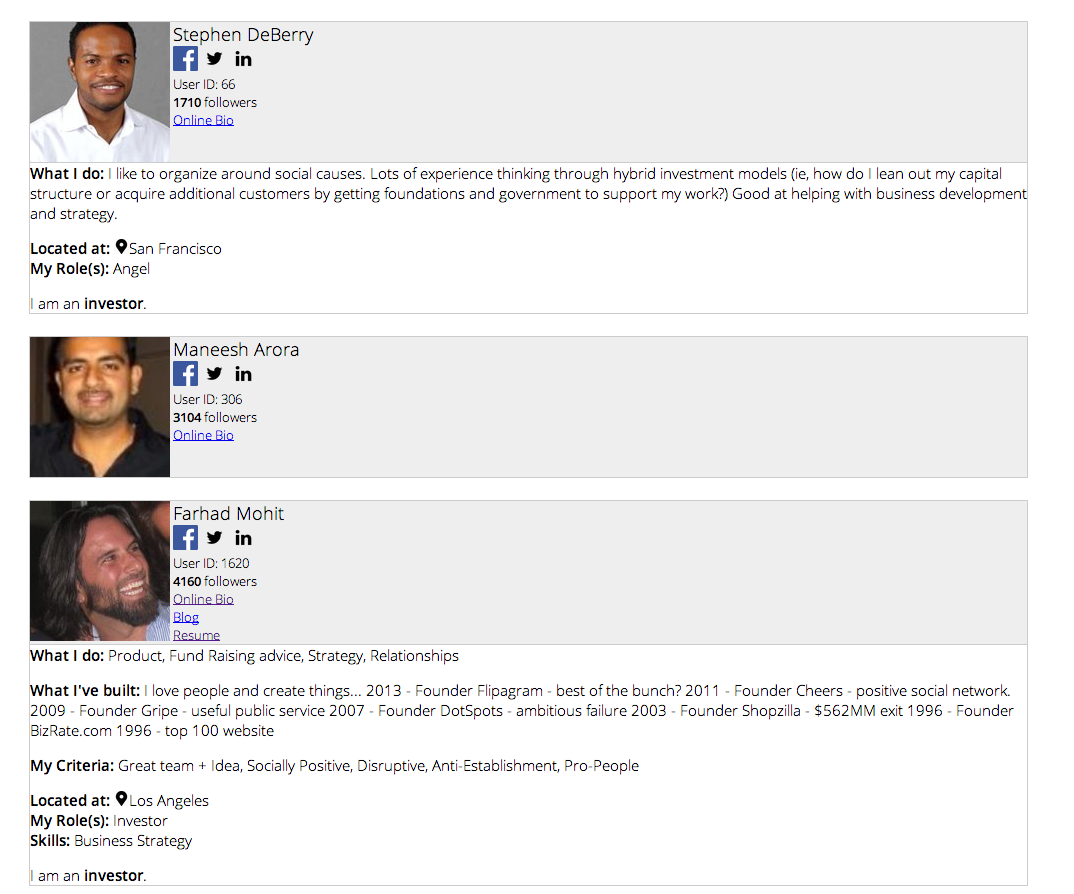 Stephen DeBerry
User ID: 66
1710 followers
Online Bio
What I do: I like to organize around social causes. Lots of experience thinking through hybrid investment models (ie, how do I lean out my capital
structure or acquire additional customers by getting foundations and government to support my work?) Good at helping with business development
and strategy.
Located at: San Francisco
My Role(s): Angel
I am an investor.
Maneesh Arora
User ID: 306
3104 followers
Online Bio
Farhad Mohit
User ID: 1620
4160 followers
Online Bio
Blog
Resume
What I do: Product, Fund Raising advice, Strategy, Relationships
What I've built: I love people and create things... 2013 - Founder Flipagram - best of the bunch? 2011 - Founder Cheers - positive social network.
2009 - Founder Gripe - useful public service 2007 - Founder DotSpots - ambitious failure 2003 - Founder Shopzilla - $562MM exit 1996 - Founder
BizRate.com 1996 - top 100 website
My Criteria: Great team + Idea, Socially Positive, Disruptive, Anti-Establishment, Pro-People
Located at: Los Angeles
My Role(s): Investor
Skills: Business Strategy
I am an investor.